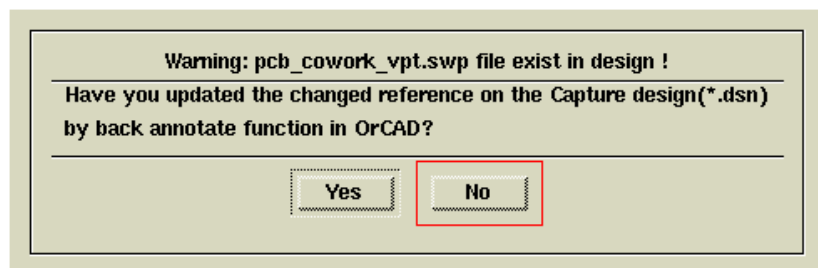 Warning: pcb_cowork_vpt.swp file exist in design !
Have you updated the changed reference on the Capture design(*.dsn)
by back annotate function in OrCAD?
Yes No